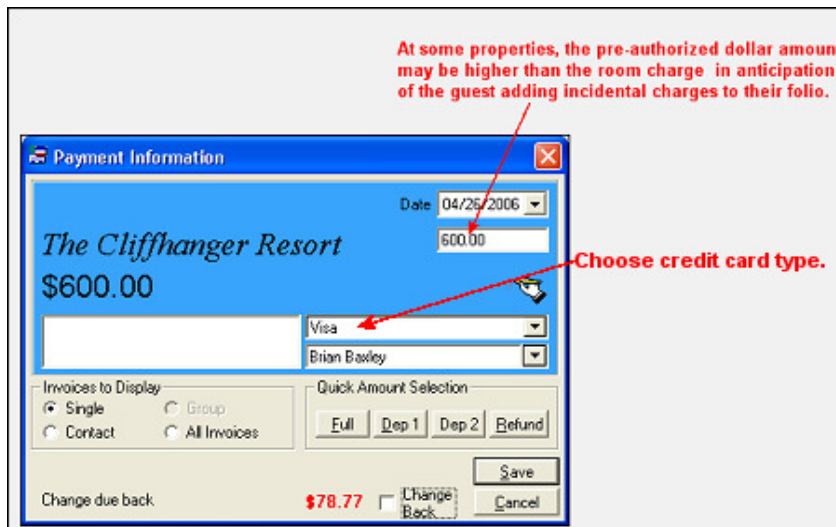 At some properties, the pre-authorized dollar amoun
may be higher than the room charge in anticipation
of the guest adding incidental charges to their folio.
Payment Information
Date 04/26/2006
600.00
The Cliffhanger Resort
$600.00
Choose credit card type.
Visa
Brian Baxley
Invoices to Display
Quick Amount Selection
Single Group
Contact All Invoices
Full Dep 1 Dep 2 Refund
Save
Change due back $78.77 Change Back
Cancel